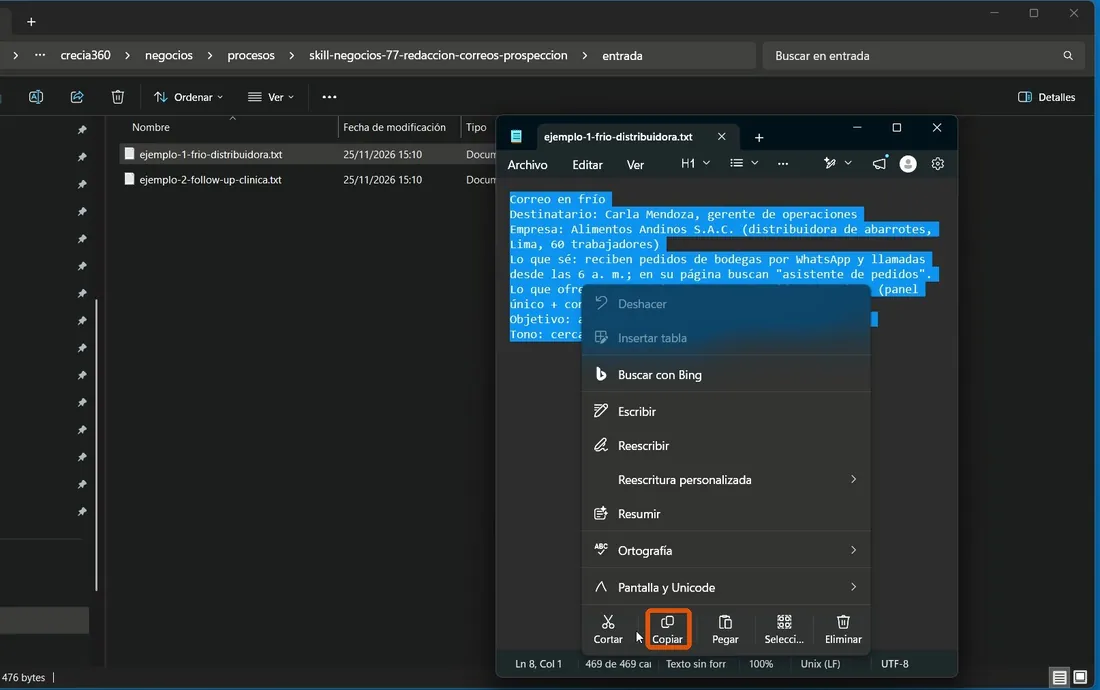 crecia360
negocios
procesos
skill-negocios-77-redaccion-correos-prospeccion
entrada
Buscar en entrada
Ordenar
Ver
Detalles
Nombre
Fecha de modificación
Tipo
ejemplo-1-frio-distribuidora.txt
25/11/2026 15:10
Docum
ejemplo-2-follow-up-clinica.txt
25/11/2026 15:10
Docum
476 bytes
ejemplo-1-frio-distribuidora.txt
Archivo
Editar
Ver
H1
Correo en frío
Destinatario: Carla Mendoza, gerente de operaciones
Empresa: Alimentos Andinos S.A.C. (distribuidora de abarrotes,
Lima, 60 trabajadores)
Lo que sé: reciben pedidos de bodegas por WhatsApp y llamadas
desde las 6 a. m.; en su página buscan "asistente de pedidos".
Lo que ofre (panel
único + con
Objetivo: a
Tono: cerca
Deshacer
Insertar tabla
Buscar con Bing
Escribir
Reescribir
Reescritura personalizada
Resumir
ABC
Ortografía
Pantalla y Unicode
Cortar
Copiar
Pegar
Selecci...
Eliminar
Ln 8, Col 1
469 de 469 cai
Texto sin forr
100%
Unix (LF)
UTF-8